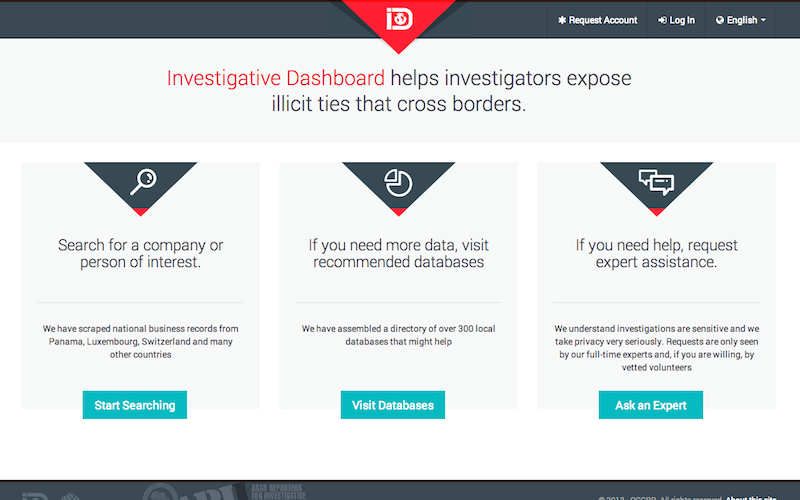 iD
Request Account
Log In
English
Investigative Dashboard helps investigators expose
illicit ties that cross borders.
Search for a company or
person of interest.
We have scraped national business records from
Panama, Luxembourg, Switzerland and many
other countries
Start Searching
If you need more data, visit
recommended databases
We have assembled a directory of over 300 local
databases that might help
Visit Databases
If you need help, request
expert assistance.
We understand investigations are sensitive and we
take privacy very seriously. Requests are only seen
by our full-time experts and, if you are willing, by
vetted volunteers
Ask an Expert
iD
ARAB REPORTERS
FOR INVESTIGATIVE
© 2013 - OCCRP. All rights reserved. About this site